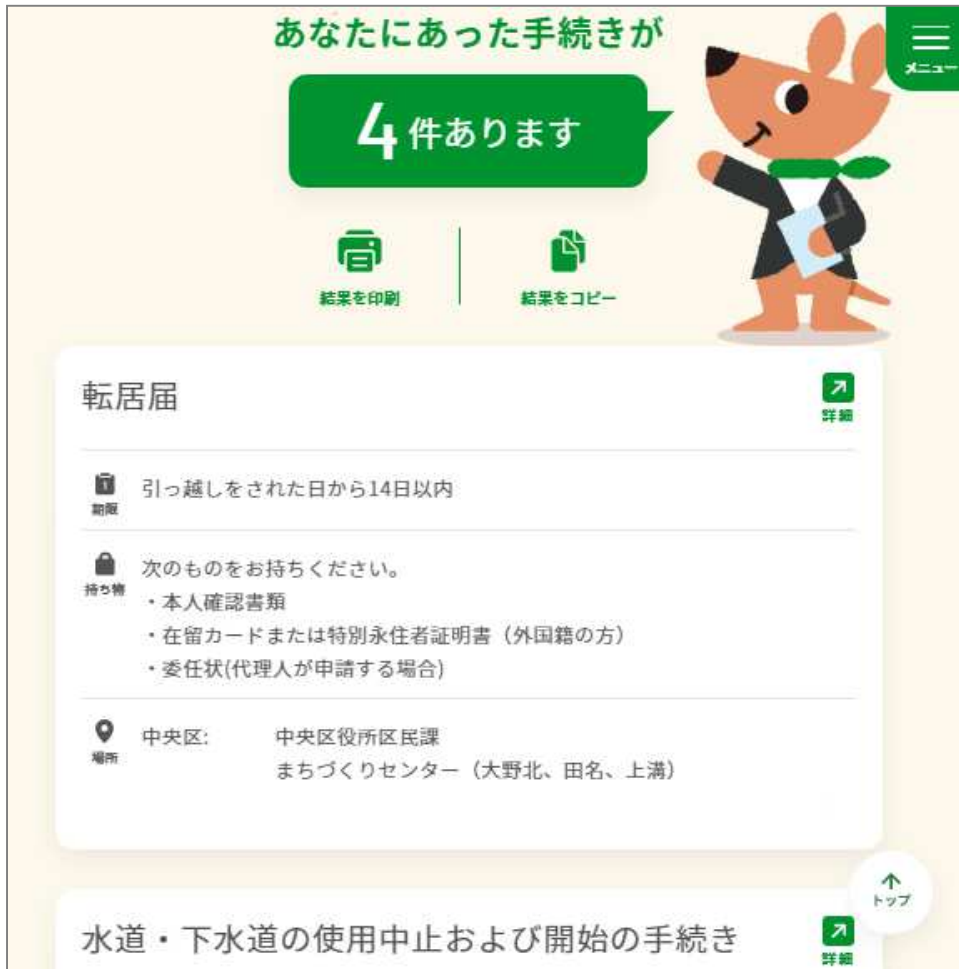 あなたにあった手続きが
メニュー
4件あります
結果を印刷
結果をコピー
転居届
詳細
期限
引っ越しをされた日から14日以内
持ち物
次のものをお持ちください。
・本人確認書類
・在留カードまたは特別永住者証明書（外国籍の方）
・委任状(代理人が申請する場合)
場所
中央区: 中央区役所区民課
まちづくりセンター（大野北、田名、上溝）
トップ
水道・下水道の使用中止および開始の手続き
詳細